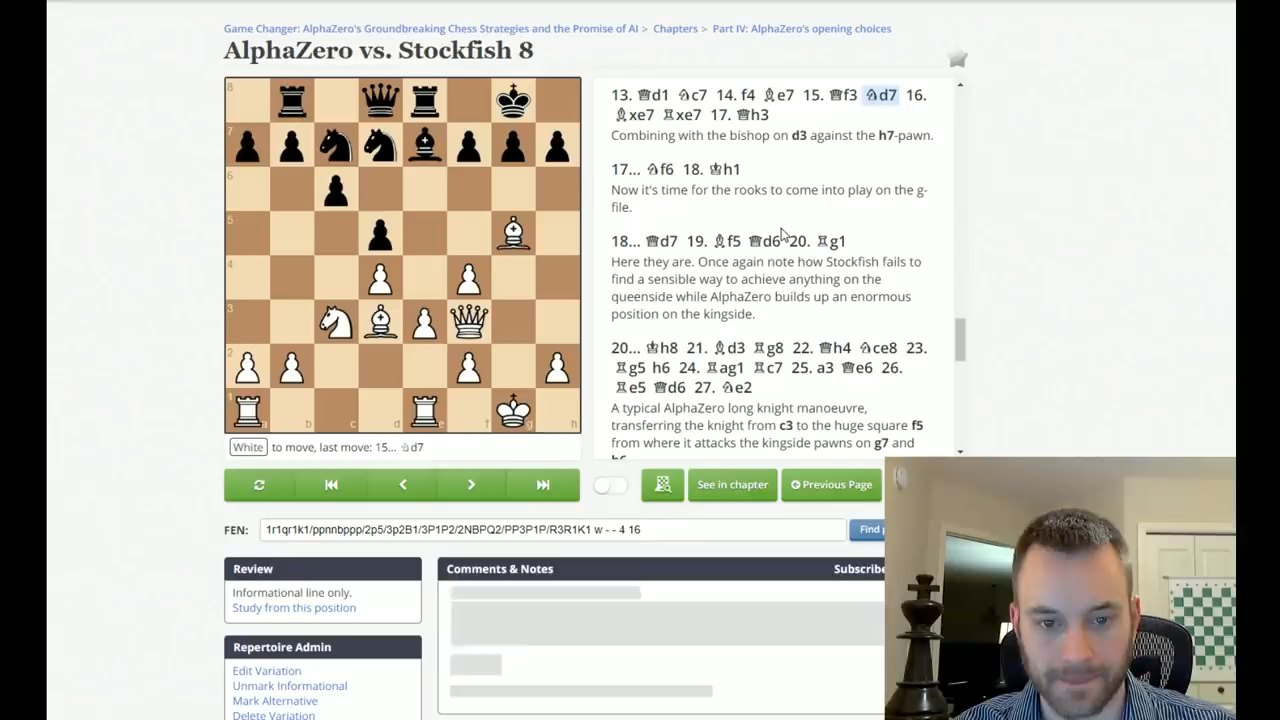 Game Changer: AlphaZero's Groundbreaking Chess Strategies and the Promise of AI > Chapters > Part IV: AlphaZero's opening choices
AlphaZero vs. Stockfish 8
8
7
6
5
4
3
2
1
a b c d e f g h
White to move, last move: 15... ♘d7
13. ♕d1 ♘c7 14. f4 ♗e7 15. ♕f3 ♘d7 16.
♗xe7 ♖xe7 17. ♕h3
Combining with the bishop on d3 against the h7-pawn.
17... ♘f6 18. ♔h1
Now it's time for the rooks to come into play on the g-
file.
18... ♕d7 19. ♗f5 ♕d6 20. ♖g1
Here they are. Once again note how Stockfish fails to
find a sensible way to achieve anything on the
queenside while AlphaZero builds up an enormous
position on the kingside.
20... ♔h8 21. ♗d3 ♖g8 22. ♕h4 ♘ce8 23.
♖g5 h6 24. ♖ag1 ♖c7 25. a3 ♕e6 26.
♖e5 ♕d6 27. ♘e2
A typical AlphaZero long knight manoeuvre,
transferring the knight from c3 to the huge square f5
from where it attacks the kingside pawns on g7 and
See in chapter
Previous Page
FEN: 1r1qr1k1/ppnnbppp/2p5/3p2B1/3P1P2/2NBPQ2/PP3P1P/R3R1K1 w - - 4 16
Find
Review
Informational line only.
Study from this position
Comments & Notes
Subscribe
Repertoire Admin
Edit Variation
Unmark Informational
Mark Alternative
Delete Variation